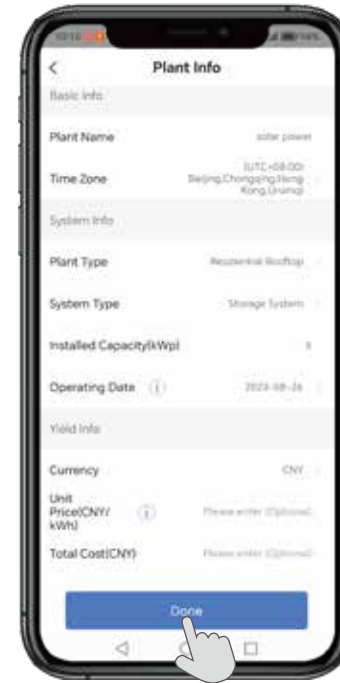 Plant Info
Basic Info
Plant Name solar power
Time Zone (UTC+08:00)
Beijing,Chongqing,Hong
Kong,Urumqi
System Info
Plant Type Residential Rooftop
System Type Storage System
Installed Capacity(kWp)
Operating Date 2023-08-26
Yield Info
Currency CNY
Unit
Price(CNY/
kWh) Please enter (Optional)
Total Cost(CNY) Please enter (Optional)
Done